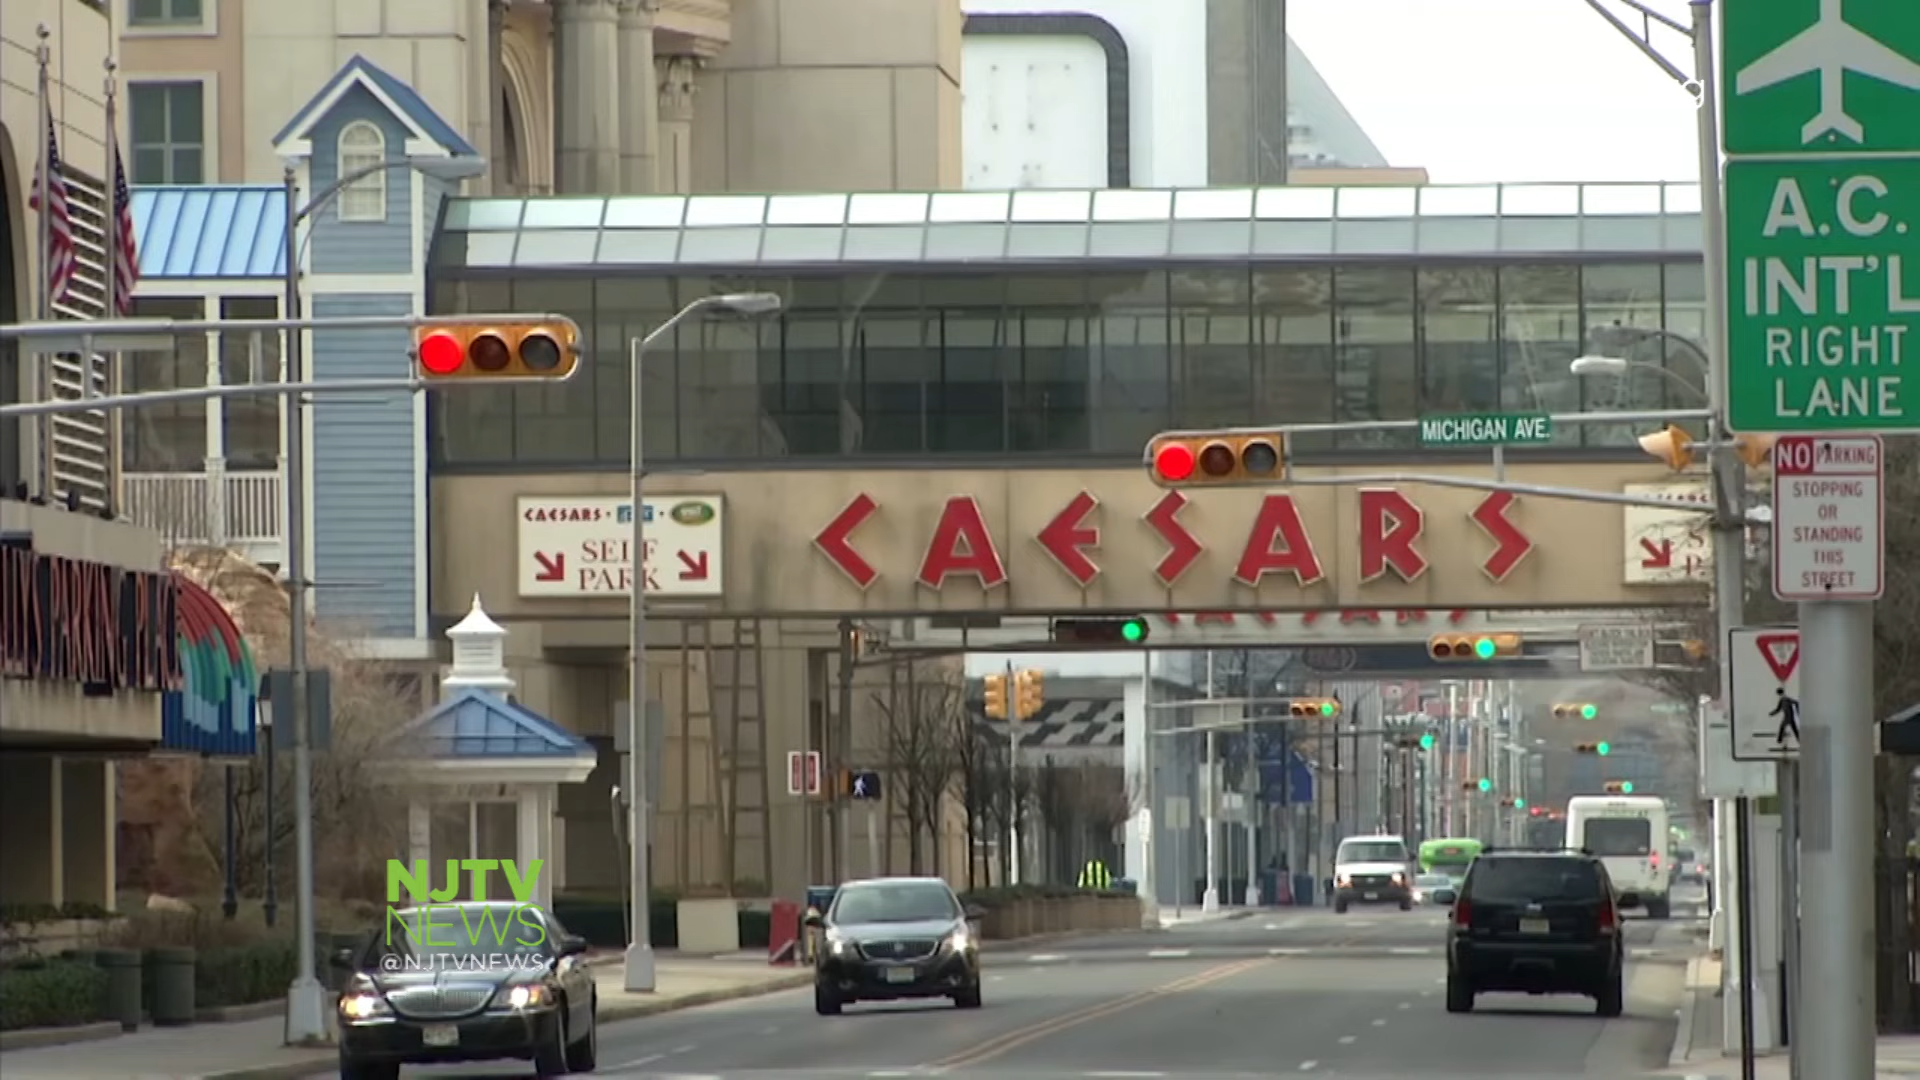 g
A.C.
INT'L
RIGHT
LANE
MICHIGAN AVE.
NO PARKING
STOPPING
OR
STANDING
THIS
STREET
CAESARS
SELF
PARK
CAESARS
CAESARS
PARKING PLACE
NJTV
NEWS
@NJTVNEWS